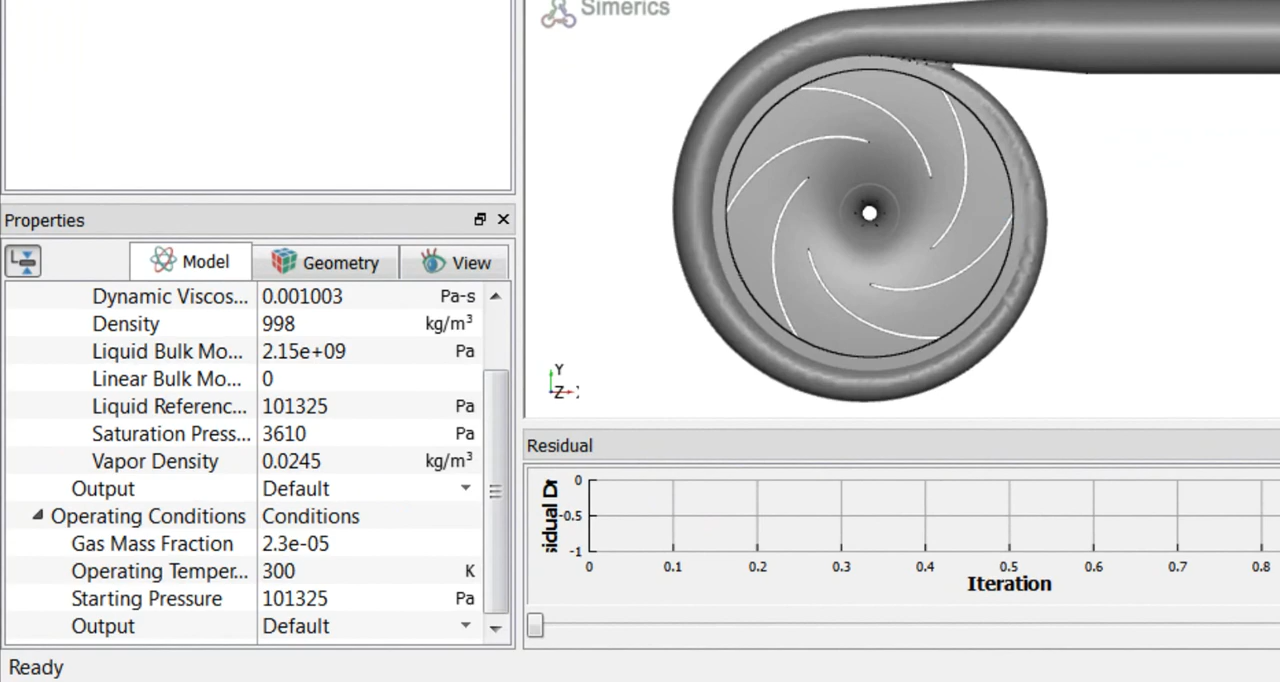 Simerics
Properties
Model Geometry View
Dynamic Viscos... 0.001003 Pa-s
Density 998 kg/m³
Liquid Bulk Mo... 2.15e+09 Pa
Linear Bulk Mo... 0
Liquid Referenc... 101325 Pa
Saturation Press... 3610 Pa
Vapor Density 0.0245 kg/m³
Output Default
Operating Conditions Conditions
Gas Mass Fraction 2.3e-05
Operating Temper... 300 K
Starting Pressure 101325 Pa
Output Default
Ready
Y
Z
Residual
0
-0.5
-1
0 0.1 0.2 0.3 0.4 0.5 0.6 0.7 0.8
Iteration